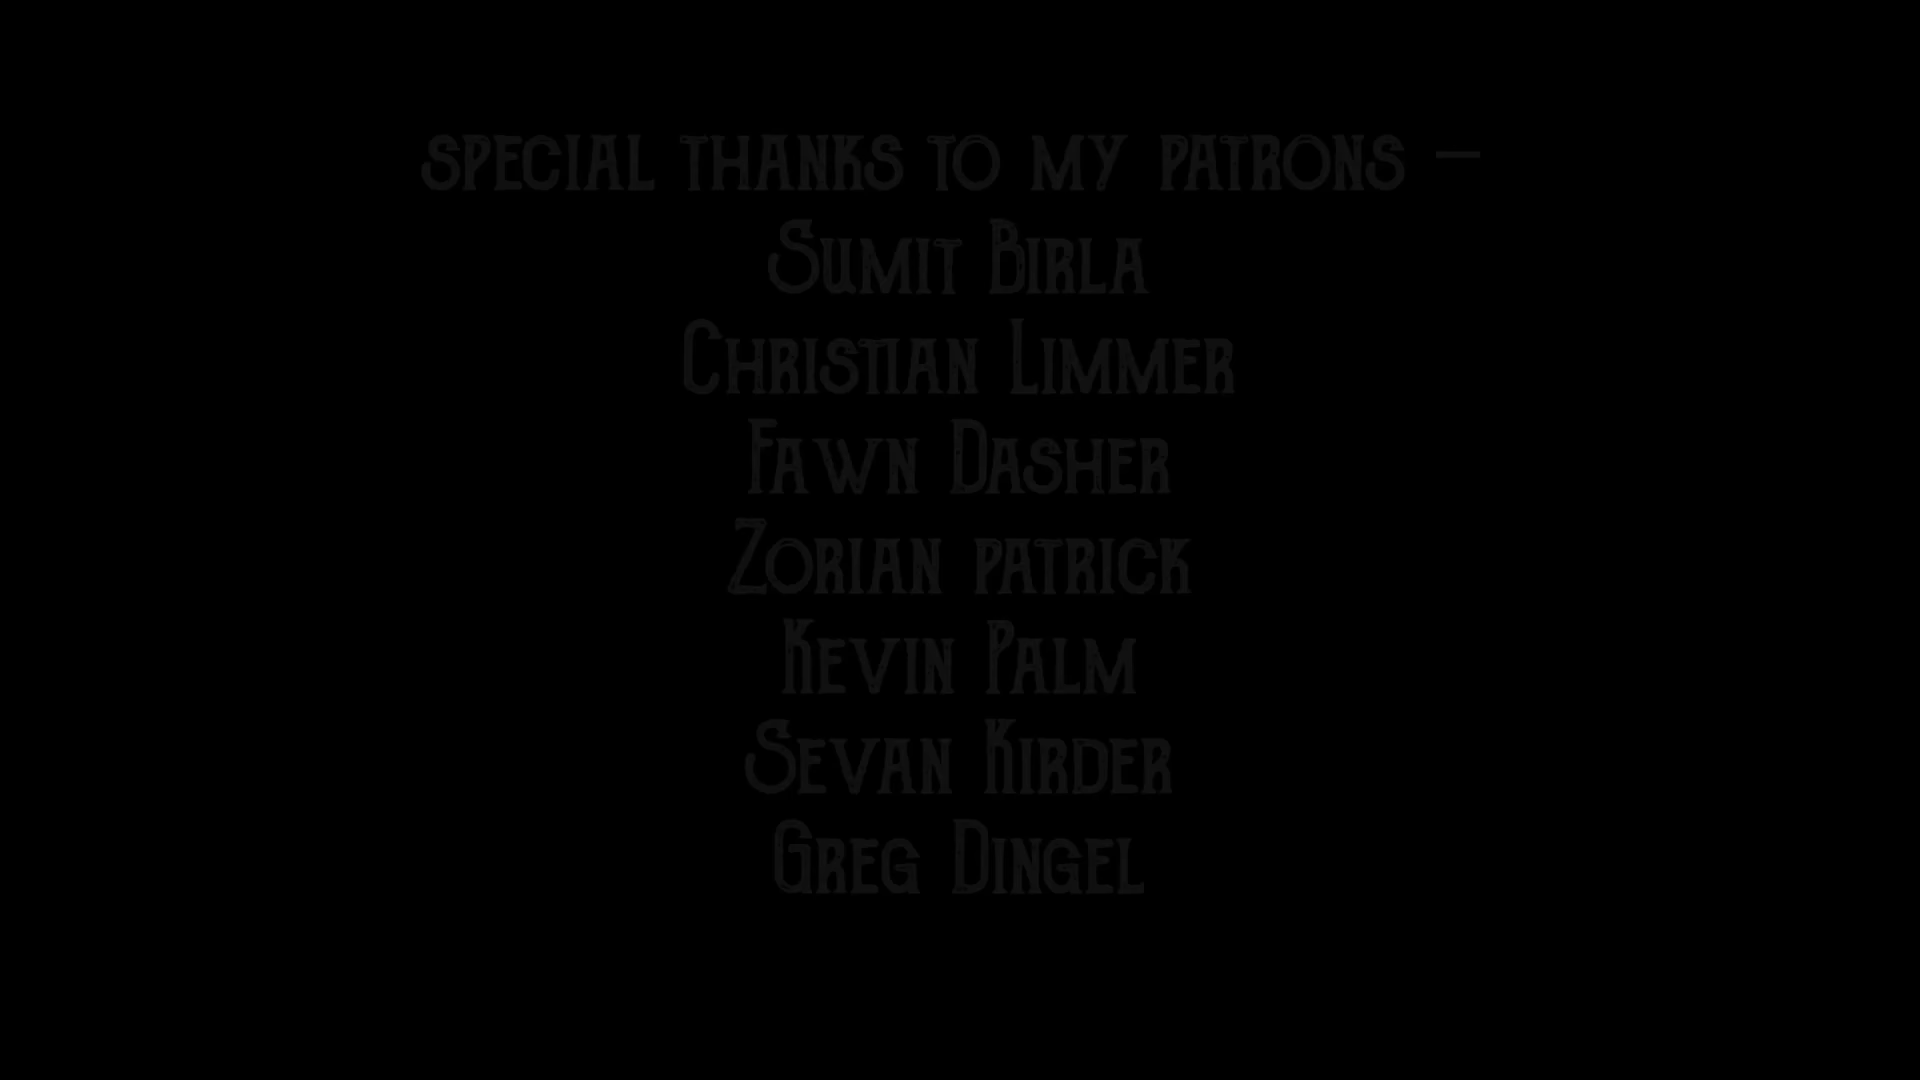 special thanks to my patrons –
Sumit Birla
Christian Limmer
Fawn Dasher
Zorian patrick
Kevin Palm
Sevan Kirder
Greg Dingel